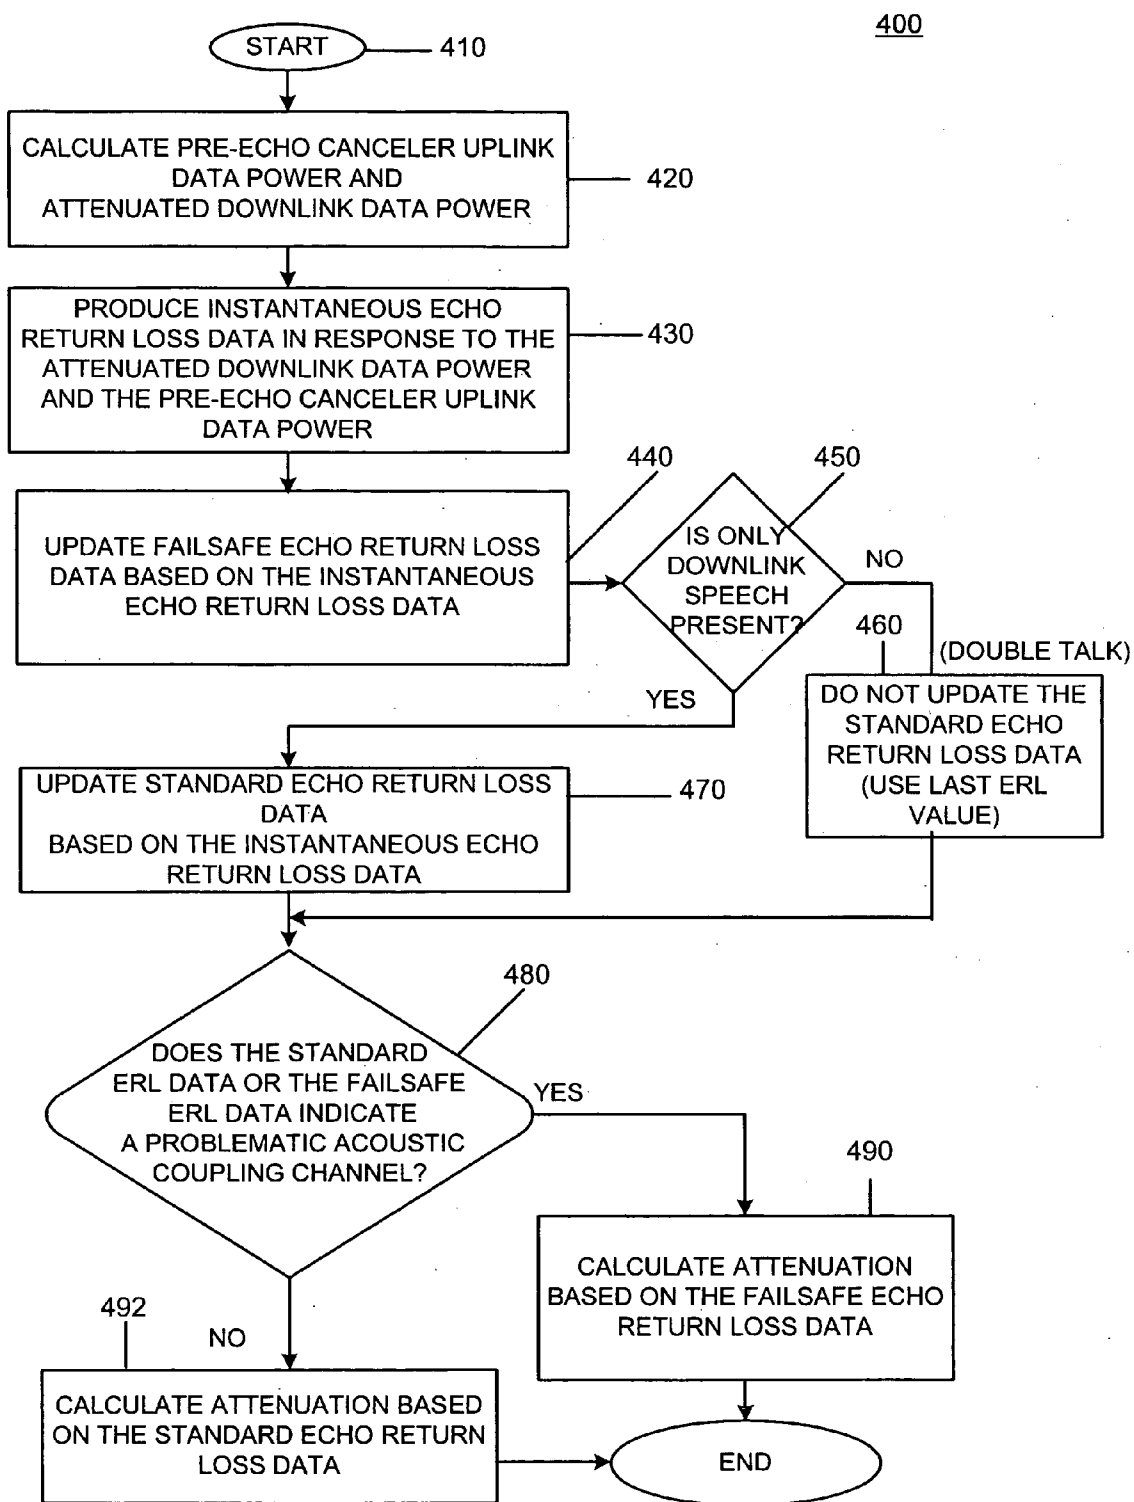 400
START
410
CALCULATE PRE-ECHO CANCELER UPLINK
DATA POWER AND
ATTENUATED DOWNLINK DATA POWER
420
PRODUCE INSTANTANEOUS ECHO
RETURN LOSS DATA IN RESPONSE TO THE
ATTENUATED DOWNLINK DATA POWER
AND THE PRE-ECHO CANCELER UPLINK
DATA POWER
430
440
UPDATE FAILSAFE ECHO RETURN LOSS
DATA BASED ON THE INSTANTANEOUS
ECHO RETURN LOSS DATA
450
IS ONLY
DOWNLINK
SPEECH
PRESENT?
NO
460
(DOUBLE TALK)
YES
DO NOT UPDATE THE
STANDARD ECHO
RETURN LOSS DATA
(USE LAST ERL
VALUE)
UPDATE STANDARD ECHO RETURN LOSS
DATA
BASED ON THE INSTANTANEOUS ECHO
RETURN LOSS DATA
470
480
DOES THE STANDARD
ERL DATA OR THE FAILSAFE
ERL DATA INDICATE
A PROBLEMATIC ACOUSTIC
COUPLING CHANNEL?
YES
490
CALCULATE ATTENUATION
BASED ON THE FAILSAFE ECHO
RETURN LOSS DATA
492
NO
CALCULATE ATTENUATION BASED
ON THE STANDARD ECHO RETURN
LOSS DATA
END